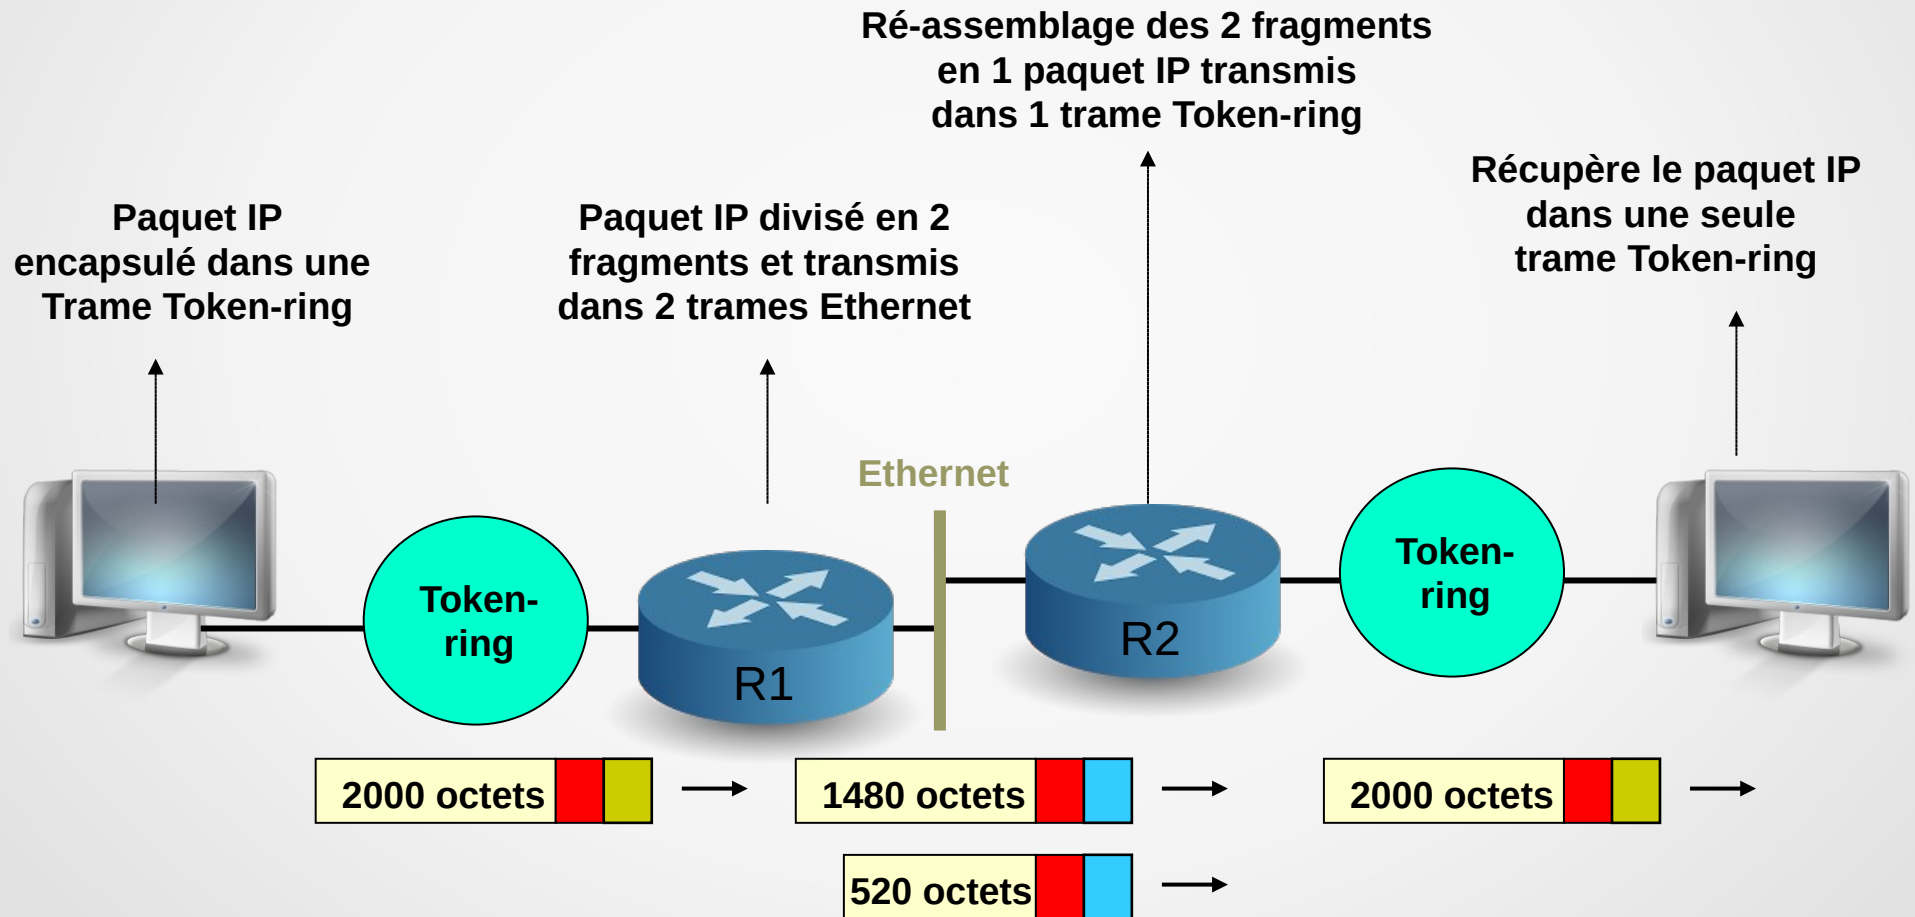 Ré-assemblage des 2 fragments
en 1 paquet IP transmis
dans 1 trame Token-ring
Récupère le paquet IP
dans une seule
trame Token-ring
Paquet IP
encapsulé dans une
Trame Token-ring
Paquet IP divisé en 2
fragments et transmis
dans 2 trames Ethernet
Ethernet
Token-
ring
R1
R2
Token-
ring
2000 octets
1480 octets
2000 octets
520 octets